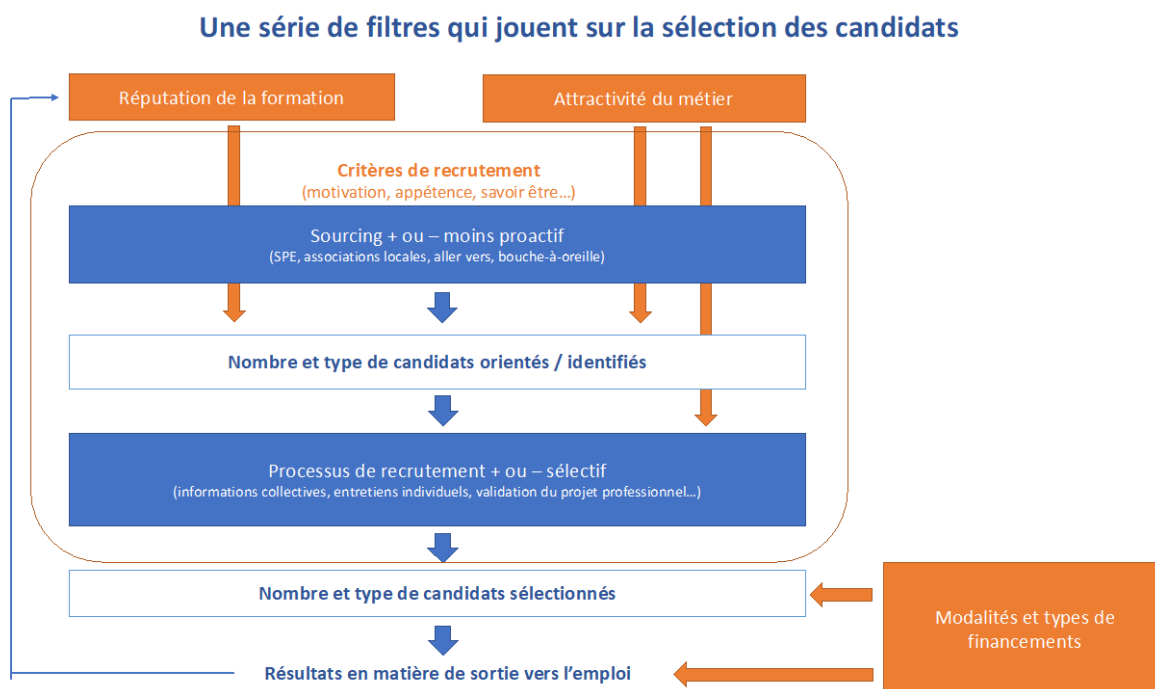 Une série de filtres qui jouent sur la sélection des candidats
Réputation de la formation
Attractivité du métier
Critères de recrutement
(motivation, appétence, savoir être…)
Sourcing + ou – moins proactif
(SPE, associations locales, aller vers, bouche-à-oreille)
Nombre et type de candidats orientés / identifiés
Processus de recrutement + ou – sélectif
(informations collectives, entretiens individuels, validation du projet professionnel…)
Nombre et type de candidats sélectionnés
Modalités et types de
financements
Résultats en matière de sortie vers l’emploi